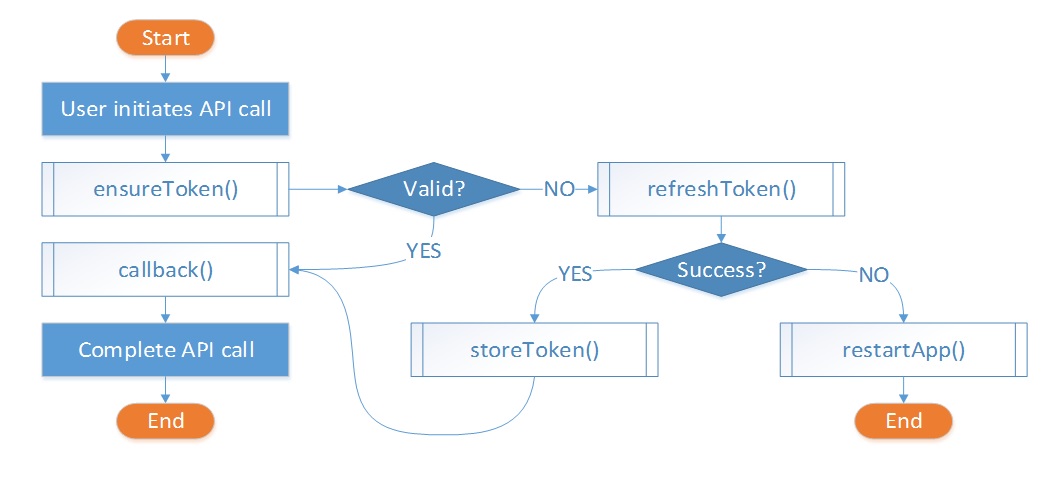 Start
User initiates API call
ensureToken()
Valid?
NO
refreshToken()
YES
callback()
Success?
YES
NO
Complete API call
storeToken()
restartApp()
End
End